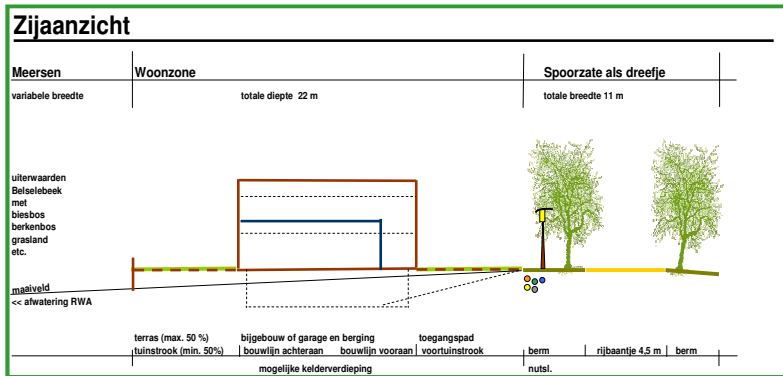 Zijaanzicht
Meersen Woonzone Spoorzate als dreefje
variabele breedte totale diepte 22 m totale breedte 11 m
uiterwaarden
Belselebeek
met
biesbos
berkenbos
grasland
etc.
maaiveld
<< afwatering RWA
terras (max. 50 %) bijgebouw of garage en berging toegangspad
tuinstrook (min. 50%) bouwlijn achteraan bouwlijn vooraan voortuinstrook berm rijbaantje 4,5 m berm
mogelijke kelderverdieping nutsl.